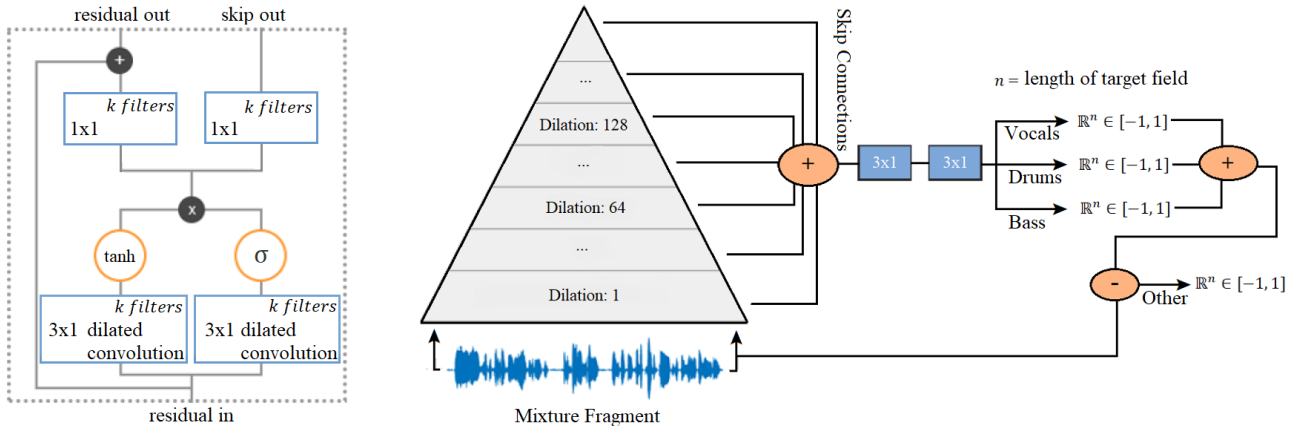 residual out
skip out
+
k filters
1x1
k filters
1x1
x
tanh
σ
k filters
3x1 dilated
convolution
k filters
3x1 dilated
convolution
residual in
...
Dilation: 128
...
Dilation: 64
...
Dilation: 1
Mixture Fragment
Skip Connections
+
3x1
3x1
n = length of target field
Vocals
ℝⁿ ∈ [−1, 1]
Drums
ℝⁿ ∈ [−1, 1]
Bass
ℝⁿ ∈ [−1, 1]
+
-
Other
ℝⁿ ∈ [−1, 1]